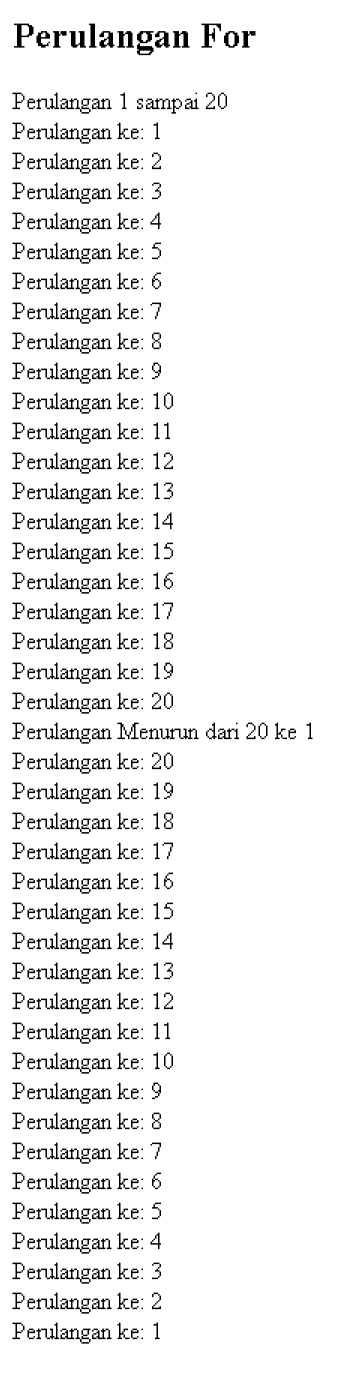 Perulangan For
Perulangan 1 sampai 20
Perulangan ke: 1
Perulangan ke: 2
Perulangan ke: 3
Perulangan ke: 4
Perulangan ke: 5
Perulangan ke: 6
Perulangan ke: 7
Perulangan ke: 8
Perulangan ke: 9
Perulangan ke: 10
Perulangan ke: 11
Perulangan ke: 12
Perulangan ke: 13
Perulangan ke: 14
Perulangan ke: 15
Perulangan ke: 16
Perulangan ke: 17
Perulangan ke: 18
Perulangan ke: 19
Perulangan ke: 20
Perulangan Menurun dari 20 ke 1
Perulangan ke: 20
Perulangan ke: 19
Perulangan ke: 18
Perulangan ke: 17
Perulangan ke: 16
Perulangan ke: 15
Perulangan ke: 14
Perulangan ke: 13
Perulangan ke: 12
Perulangan ke: 11
Perulangan ke: 10
Perulangan ke: 9
Perulangan ke: 8
Perulangan ke: 7
Perulangan ke: 6
Perulangan ke: 5
Perulangan ke: 4
Perulangan ke: 3
Perulangan ke: 2
Perulangan ke: 1